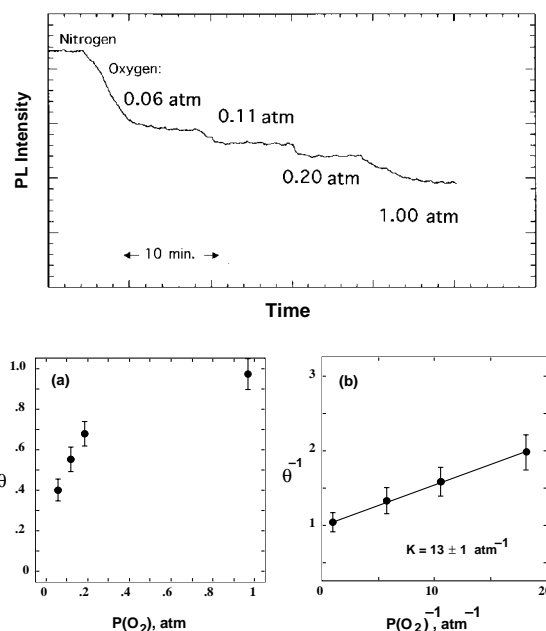 Nitrogen
Oxygen:
0.06 atm
0.11 atm
0.20 atm
1.00 atm
10 min.
PL Intensity
Time
(a)
1.0
.8
.6
.4
.2
0
θ
0 .2 .4 .6 .8 1
P(O₂), atm
(b)
3
2
1
θ⁻¹
K = 13 ± 1 atm⁻¹
0 10 20
P(O₂)⁻¹, atm⁻¹